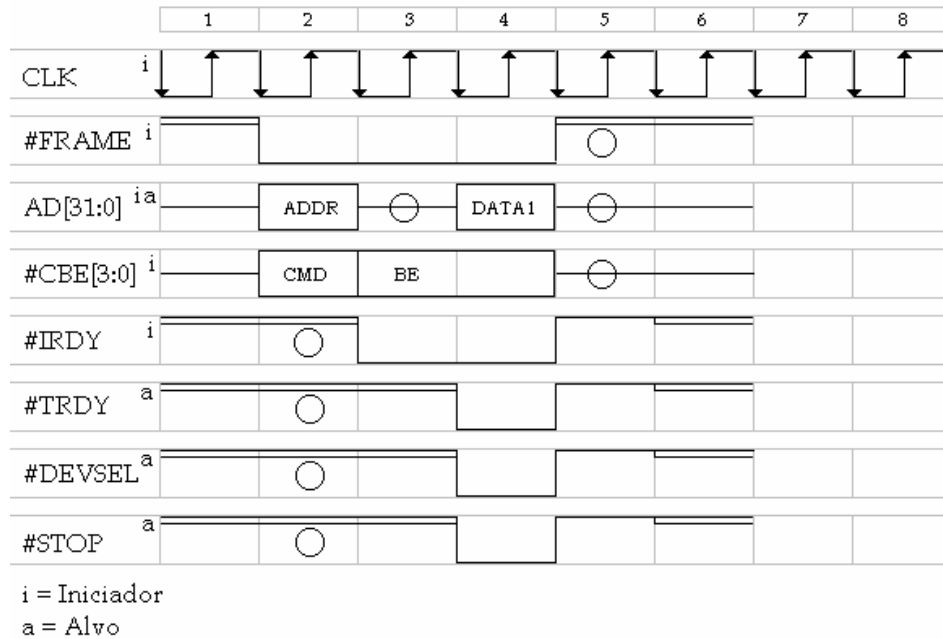 1 2 3 4 5 6 7 8
CLK i
#FRAME i
AD[31:0] ia ADDR DATA1
#CBE[3:0] i CMD BE
#IRDY i
#TRDY a
#DEVSEL a
#STOP a
i = Iniciador
a = Alvo